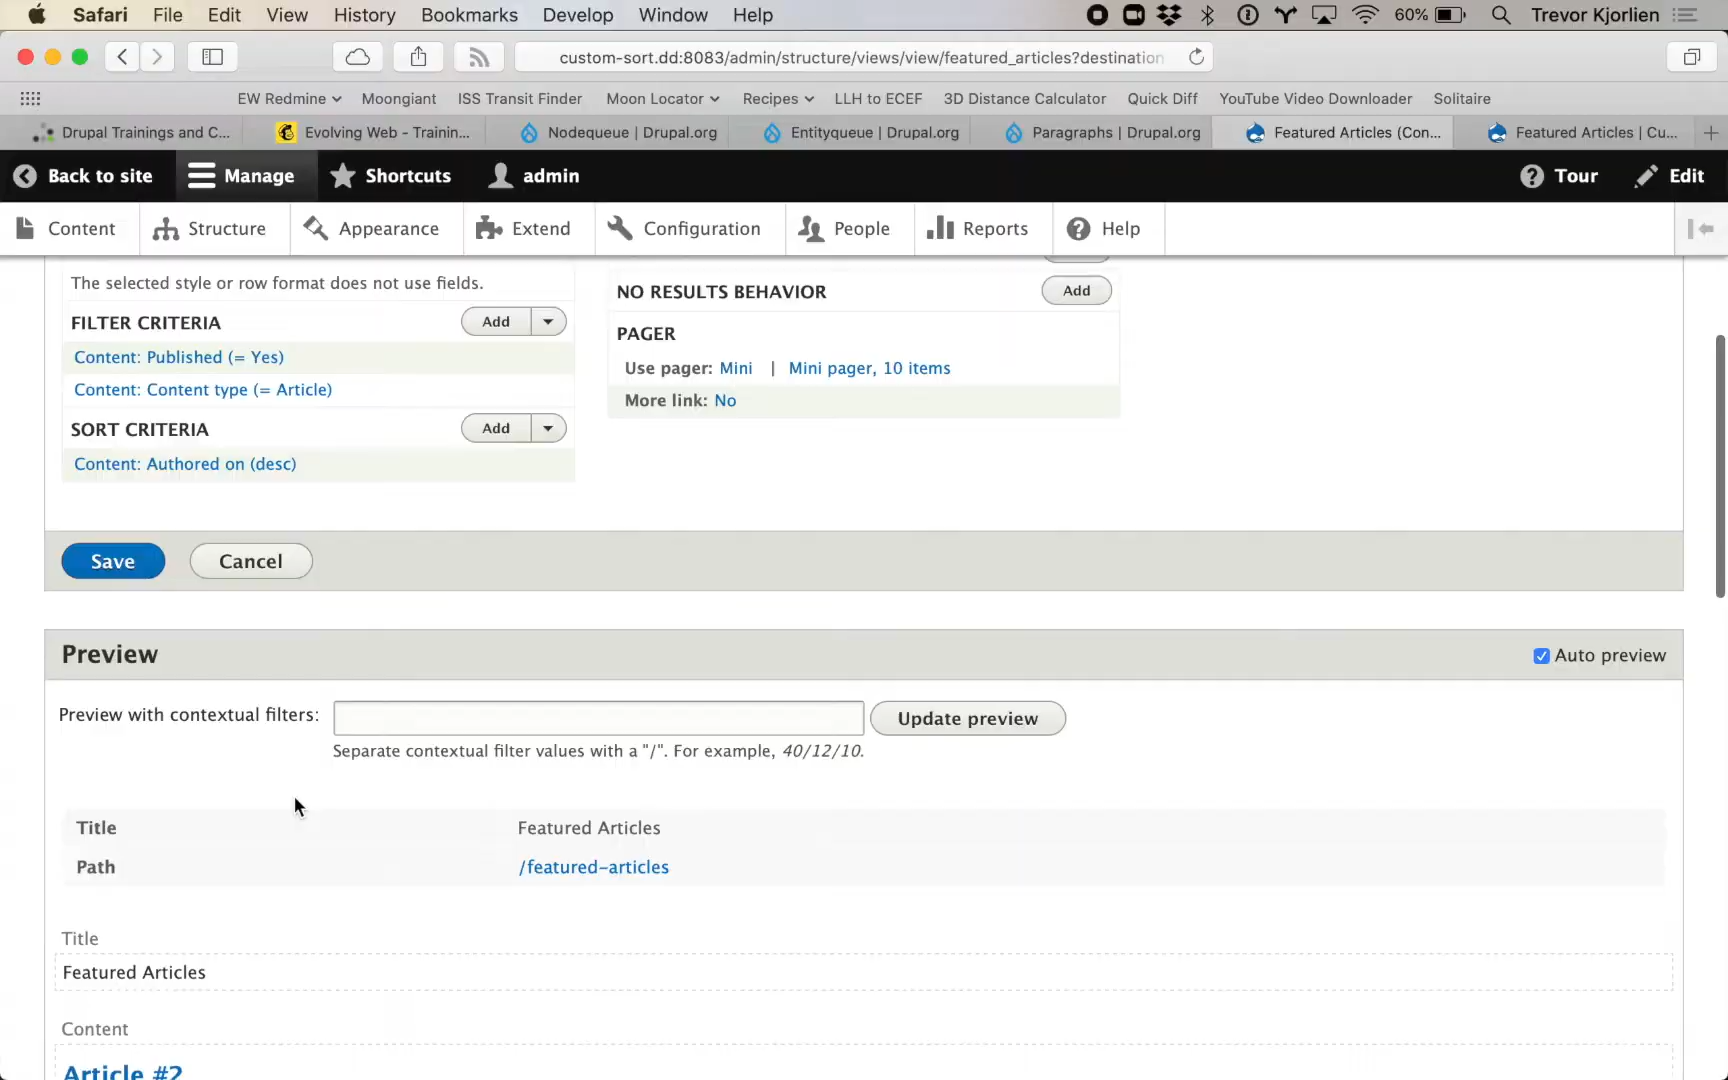 Safari File Edit View History Bookmarks Develop Window Help 60% Trevor Kjorlien
custom-sort.dd:8083/admin/structure/views/view/featured_articles?destination
EW Redmine Moongiant ISS Transit Finder Moon Locator Recipes LLH to ECEF 3D Distance Calculator Quick Diff YouTube Video Downloader Solitaire
Drupal Trainings and C... Evolving Web - Trainin... Nodequeue | Drupal.org Entityqueue | Drupal.org Paragraphs | Drupal.org Featured Articles (Con... Featured Articles | Cu...
Back to site Manage Shortcuts admin Tour Edit
Content Structure Appearance Extend Configuration People Reports Help
The selected style or row format does not use fields.
NO RESULTS BEHAVIOR Add
FILTER CRITERIA Add
PAGER
Content: Published (= Yes)
Use pager: Mini | Mini pager, 10 items
Content: Content type (= Article)
More link: No
SORT CRITERIA Add
Content: Authored on (desc)
Save Cancel
Preview Auto preview
Preview with contextual filters: Update preview
Separate contextual filter values with a "/". For example, 40/12/10.
Title Featured Articles
Path /featured-articles
Title
Featured Articles
Content
Article #2